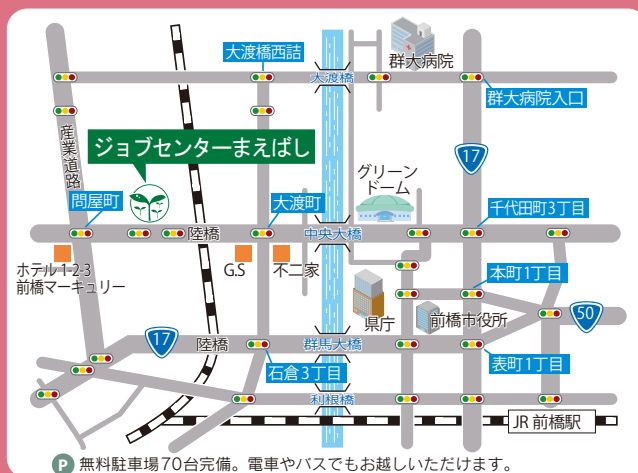 大渡橋西詰
群大病院
大渡橋
群大病院入口
産業道路
ジョブセンターまえばし
17
グリーン
ドーム
問屋町
大渡町
千代田町3丁目
陸橋
中央大橋
ホテル1-2-3
前橋マーキュリー
G.S
不二家
本町1丁目
県庁
前橋市役所
50
17
陸橋
群馬大橋
石倉3丁目
表町1丁目
利根橋
JR前橋駅
P 無料駐車場70台完備。電車やバスでもお越しいただけます。